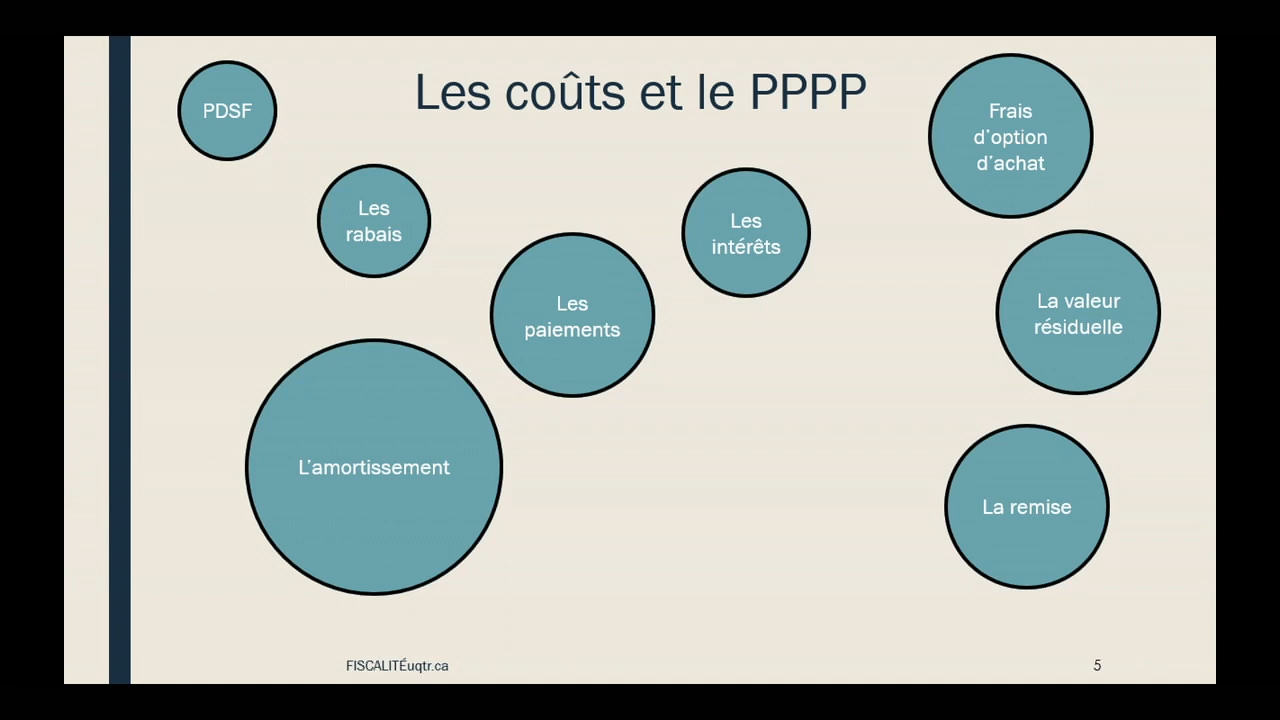 Les coûts et le PPPP
PDSF
Les
rabais
Les
paiements
Les
intérêts
Frais
d’option
d’achat
La valeur
résiduelle
L’amortissement
La remise
FISCALITÉuqtr.ca
5